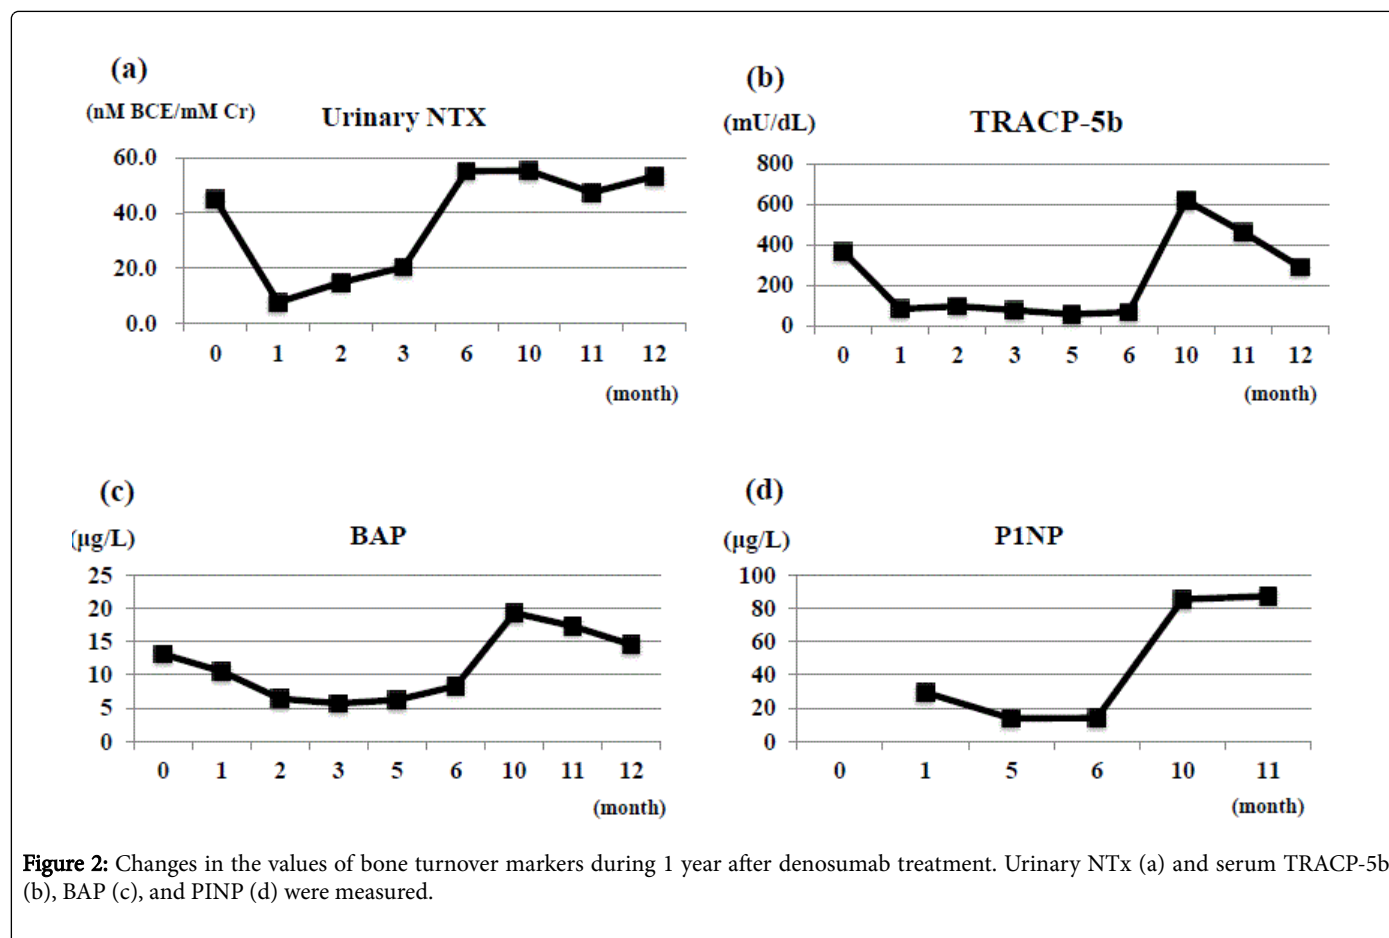 (a)
(nM BCE/mM Cr)
Urinary NTX
60.0
40.0
20.0
0.0
0 1 2 3 6 10 11 12
(month)
(b)
(mU/dL)
TRACP-5b
800
600
400
200
0
0 1 2 3 5 6 10 11 12
(month)
(c)
(µg/L)
BAP
25
20
15
10
5
0
0 1 2 3 5 6 10 11 12
(month)
(d)
(µg/L)
P1NP
100
80
60
40
20
0
0 1 5 6 10 11
(month)
Figure 2: Changes in the values of bone turnover markers during 1 year after denosumab treatment. Urinary NTx (a) and serum TRACP-5b
(b), BAP (c), and PINP (d) were measured.